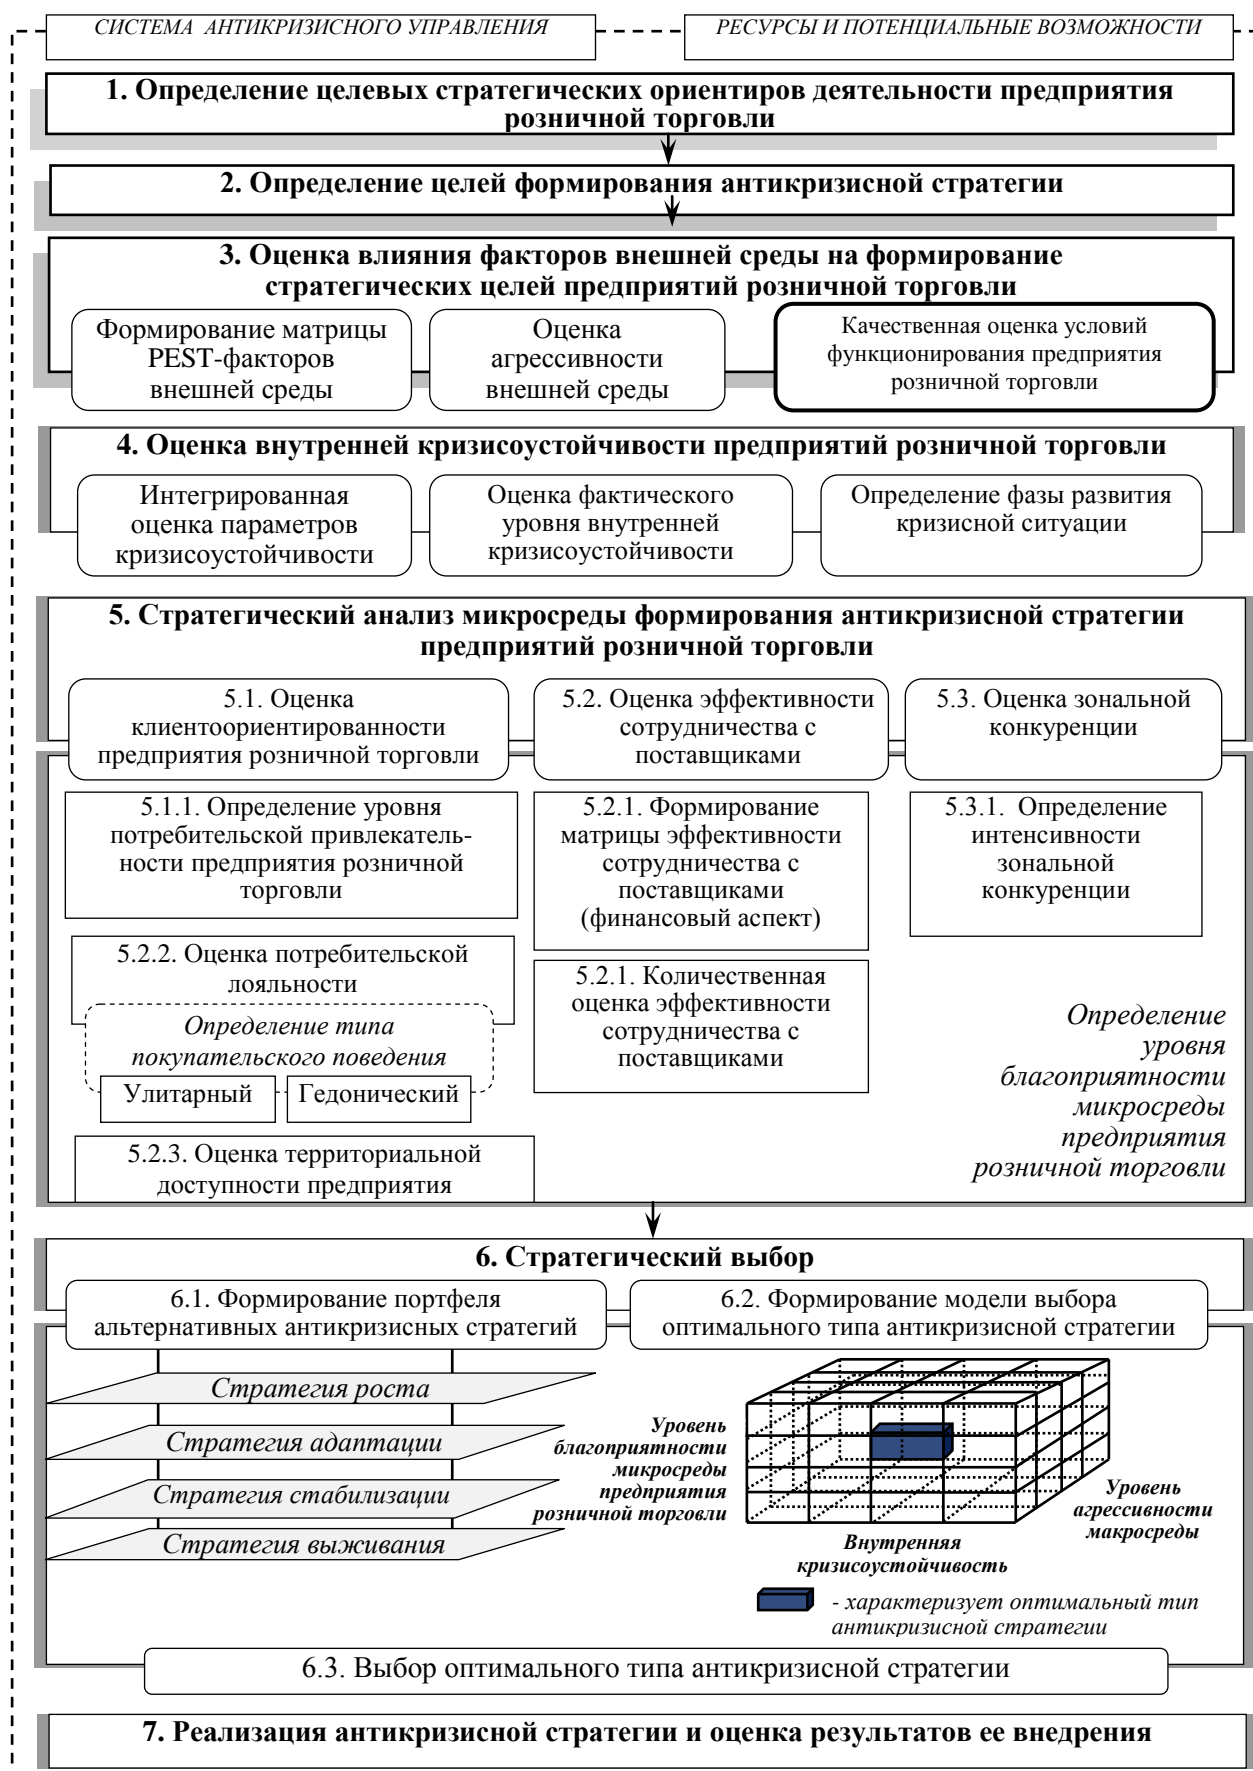 СИСТЕМА АНТИКРИЗИСНОГО УПРАВЛЕНИЯ
РЕСУРСЫ И ПОТЕНЦИАЛЬНЫЕ ВОЗМОЖНОСТИ
1. Определение целевых стратегических ориентиров деятельности предприятия
розничной торговли
2. Определение целей формирования антикризисной стратегии
3. Оценка влияния факторов внешней среды на формирование
стратегических целей предприятий розничной торговли
Формирование матрицы
PEST-факторов
внешней среды
Оценка
агрессивности
внешней среды
Качественная оценка условий
функционирования предприятия
розничной торговли
4. Оценка внутренней кризисоустойчивости предприятий розничной торговли
Интегрированная
оценка параметров
кризисоустойчивости
Оценка фактического
уровня внутренней
кризисоустойчивости
Определение фазы развития
кризисной ситуации
5. Стратегический анализ микросреды формирования антикризисной стратегии
предприятий розничной торговли
5.1. Оценка
клиентоориентированности
предприятия розничной торговли
5.2. Оценка эффективности
сотрудничества с
поставщиками
5.3. Оценка зональной
конкуренции
5.1.1. Определение уровня
потребительской привлекатель-
ности предприятия розничной
торговли
5.2.1. Формирование
матрицы эффективности
сотрудничества с
поставщиками
(финансовый аспект)
5.3.1. Определение
интенсивности
зональной
конкуренции
5.2.2. Оценка потребительской
лояльности
Определение типа
покупательского поведения
Улитарный
Гедонический
5.2.1. Количественная
оценка эффективности
сотрудничества с
поставщиками
Определение
уровня
благоприятности
микросреды
предприятия
розничной торговли
5.2.3. Оценка территориальной
доступности предприятия
6. Стратегический выбор
6.1. Формирование портфеля
альтернативных антикризисных стратегий
6.2. Формирование модели выбора
оптимального типа антикризисной стратегии
Стратегия роста
Стратегия адаптации
Стратегия стабилизации
Стратегия выживания
Уровень
благоприятности
микросреды
предприятия
розничной торговли
Внутренняя
кризисоустойчивость
Уровень
агрессивности
макросреды
- характеризует оптимальный тип
антикризисной стратегии
6.3. Выбор оптимального типа антикризисной стратегии
7. Реализация антикризисной стратегии и оценка результатов ее внедрения